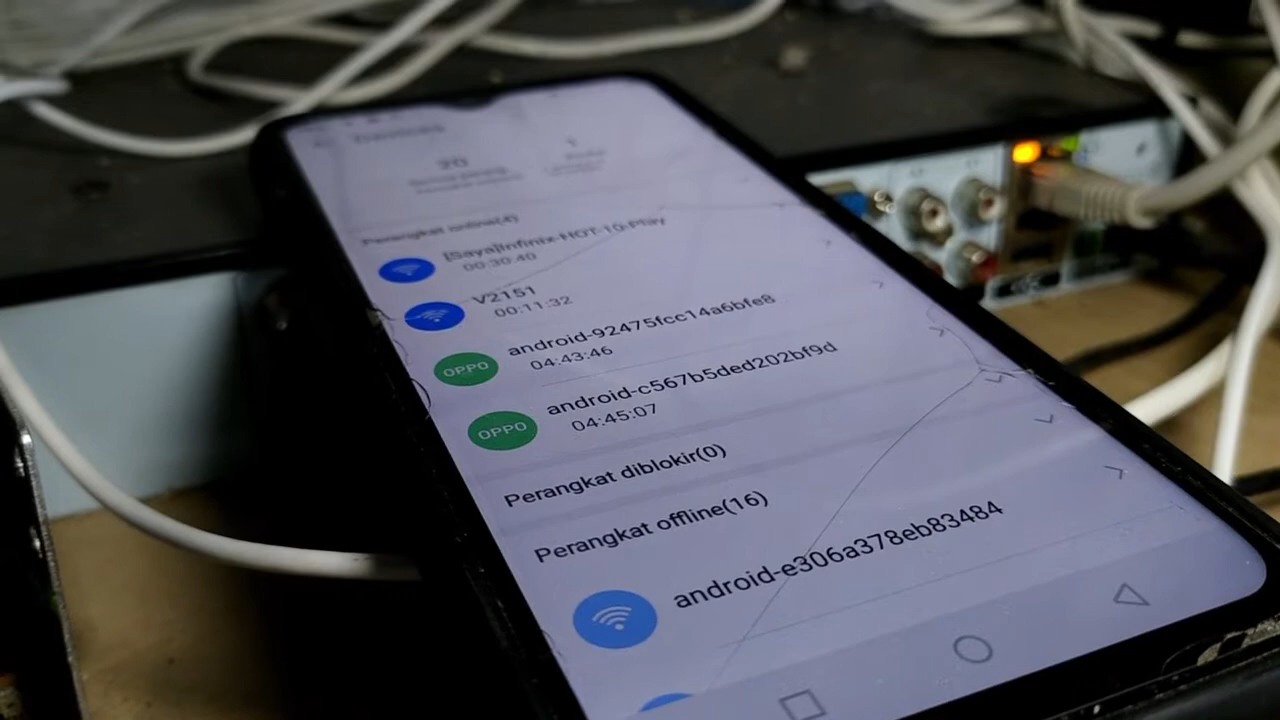 20
Perangkat online(4)
[Saya]Infinix-HOT-10-Play
00:30:40
V2151
00:11:32
android-92475fcc14a6bfe8
OPPO
04:43:46
android-c567b5ded202bf9d
OPPO
04:45:07
Perangkat diblokir(0)
Perangkat offline(16)
android-e306a378eb83484